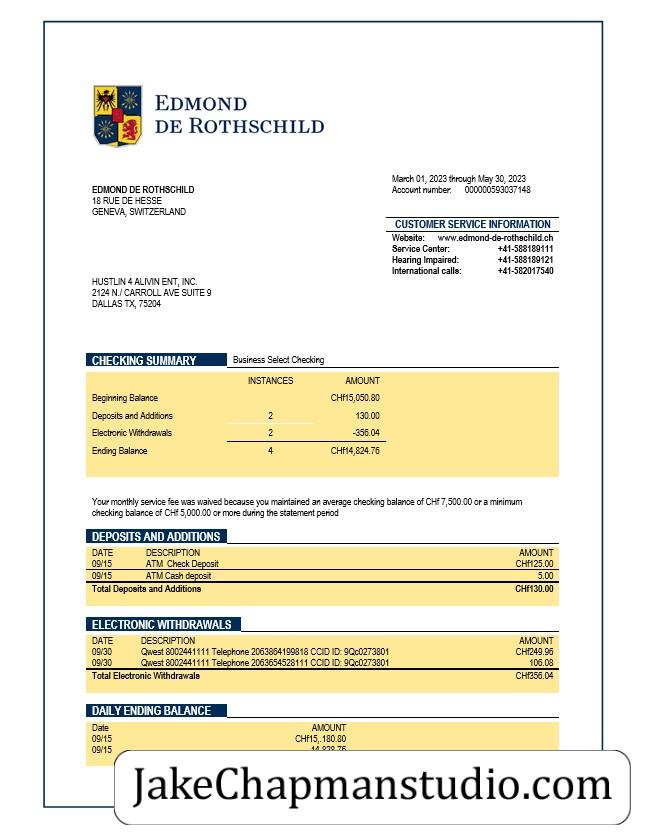 EDMOND
DE ROTHSCHILD
March 01, 2023 through May 30, 2023
Account number: 000000593037148
EDMOND DE ROTHSCHILD
18 RUE DE HESSE
GENEVA, SWITZERLAND
CUSTOMER SERVICE INFORMATION
Website: www.edmond-de-rothschild.ch
Service Center: +41-588189111
Hearing Impaired: +41-588189121
International calls: +41-582017540
HUSTLIN 4 ALIVIN ENT, INC.
2124 N./ CARROLL AVE SUITE 9
DALLAS TX, 75204
CHECKING SUMMARY Business Select Checking
INSTANCES AMOUNT
Beginning Balance CHf15,050.80
Deposits and Additions 2 130.00
Electronic Withdrawals 2 -356.04
Ending Balance 4 CHf14,824.76
Your monthly service fee was waived because you maintained an average checking balance of CHf 7,500.00 or a minimum
checking balance of CHf 5,000.00 or more during the statement period
DEPOSITS AND ADDITIONS
DATE DESCRIPTION AMOUNT
09/15 ATM Check Deposit CHf125.00
09/15 ATM Cash deposit 5.00
Total Deposits and Additions CHf130.00
ELECTRONIC WITHDRAWALS
DATE DESCRIPTION AMOUNT
09/30 Qwest 8002441111 Telephone 2063864199818 CCID ID: 9Qc0273801 CHf249.96
09/30 Qwest 8002441111 Telephone 2063654528111 CCID ID: 9Qc0273801 106.08
Total Electronic Withdrawals CHf356.04
DAILY ENDING BALANCE
Date AMOUNT
09/15 CHf15,.180.80
09/15
JakeChapmanstudio.com